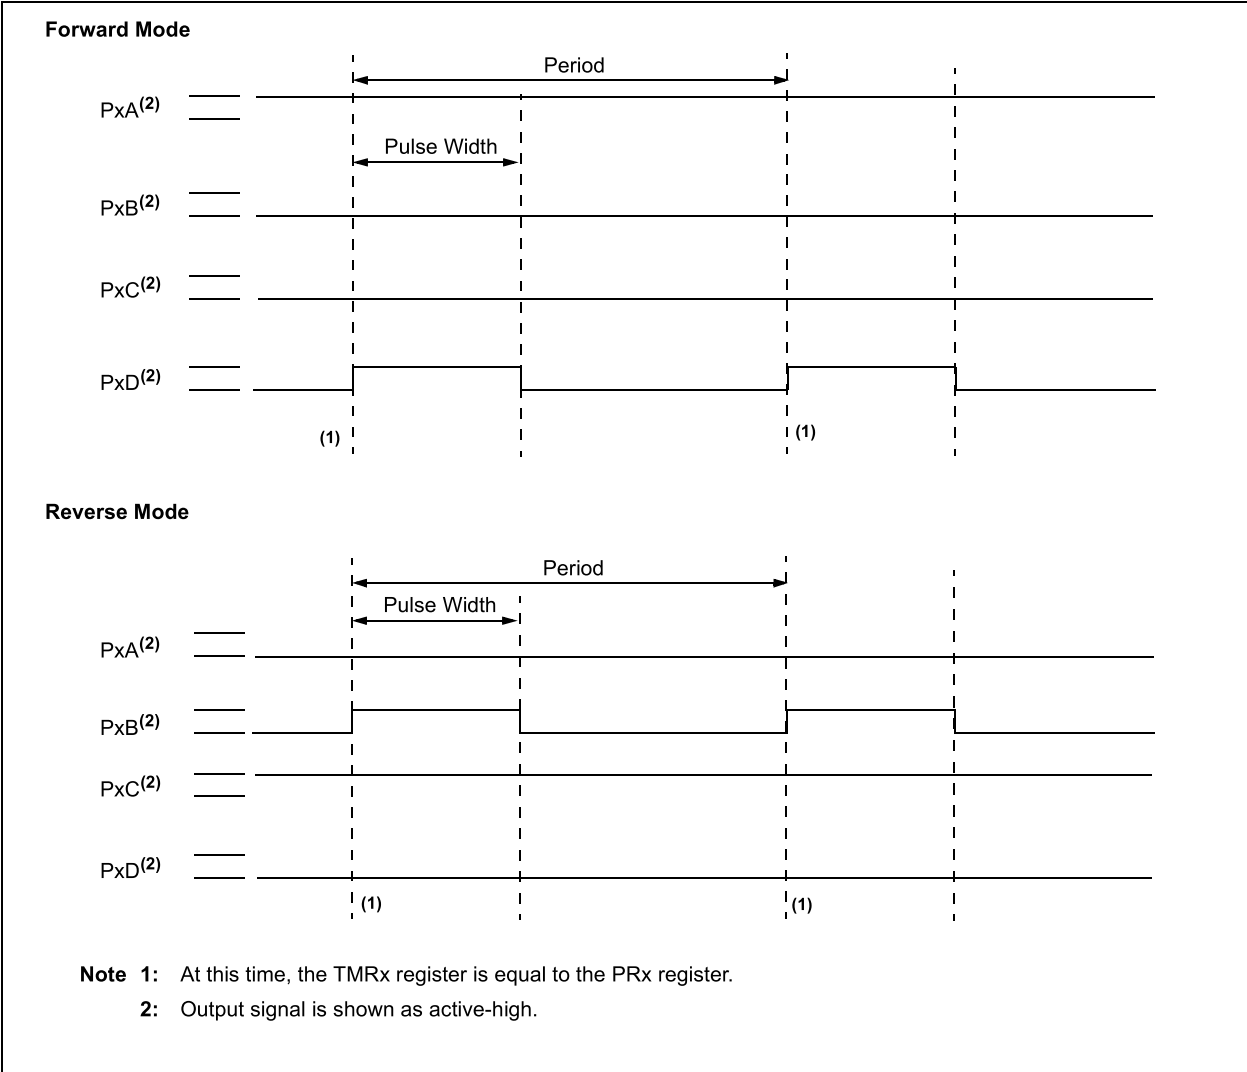 Forward Mode
Period
PxA(2)
Pulse Width
PxB(2)
PxC(2)
PxD(2)
(1)
(1)
Reverse Mode
Period
Pulse Width
PxA(2)
PxB(2)
PxC(2)
PxD(2)
(1)
(1)
Note 1: At this time, the TMRx register is equal to the PRx register.
2: Output signal is shown as active-high.